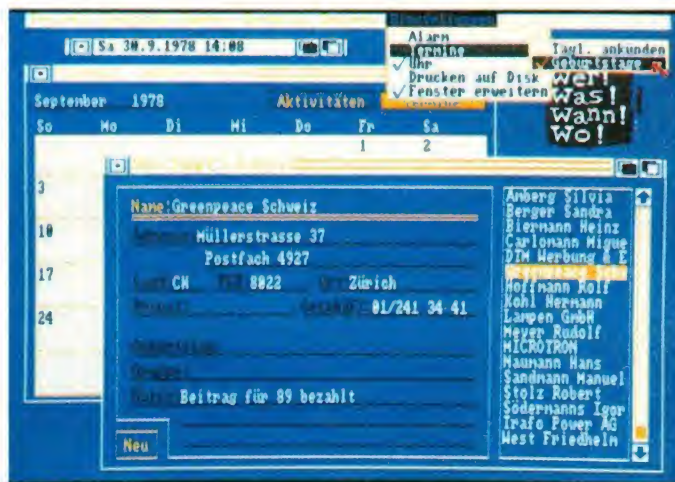 Alarm
Sa 30.9.1978 14:08
Termine
Tägl. ankünden
✓Uhr
✓Geburtstage
Drucken auf Disk
✓Fenster erweitern
Wer!
Was!
Wann!
Wo!
September 1978
Aktivitäten
So Mo Di Mi Do Fr Sa
1 2
3
10
17
24
Name:Greenpeace Schweiz
Müllerstrasse 37
Postfach 4927
CH 8022 Zürich
01/241 34 41
Beitrag für 89 bezahlt
Neu
Amberg Silvia
Berger Sandra
Biermann Heinz
Carlomann Migue
DTM Werbung & E
Hoffmann Rolf
Kohl Hermann
Lampen GmbH
Meyer Rudolf
MICROTRON
Naumann Hans
Sandmann Manuel
Stolz Robert
Södermanns Igor
Trafo Power AG
West Friedhelm